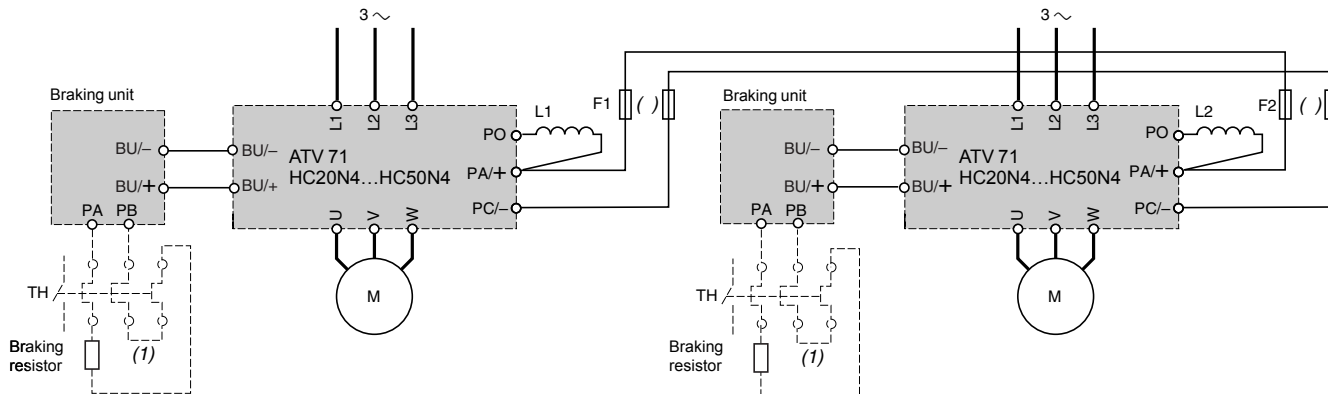 3 ∼
3 ∼
Braking unit
L1 L2 L3
L1
F1 ( )
Braking unit
L1 L2 L3
L2
F2 ( )
PO
PO
BU/–
BU/–
ATV 71
HC20N4...HC50N4
BU/–
BU/–
ATV 71
HC20N4...HC50N4
PA/+
PA/+
BU/+
BU/+
BU/+
BU/+
PA PB
U V W
PC/–
PA PB
U V W
PC/–
TH
M
TH
M
Braking
resistor
(1)
Braking
resistor
(1)